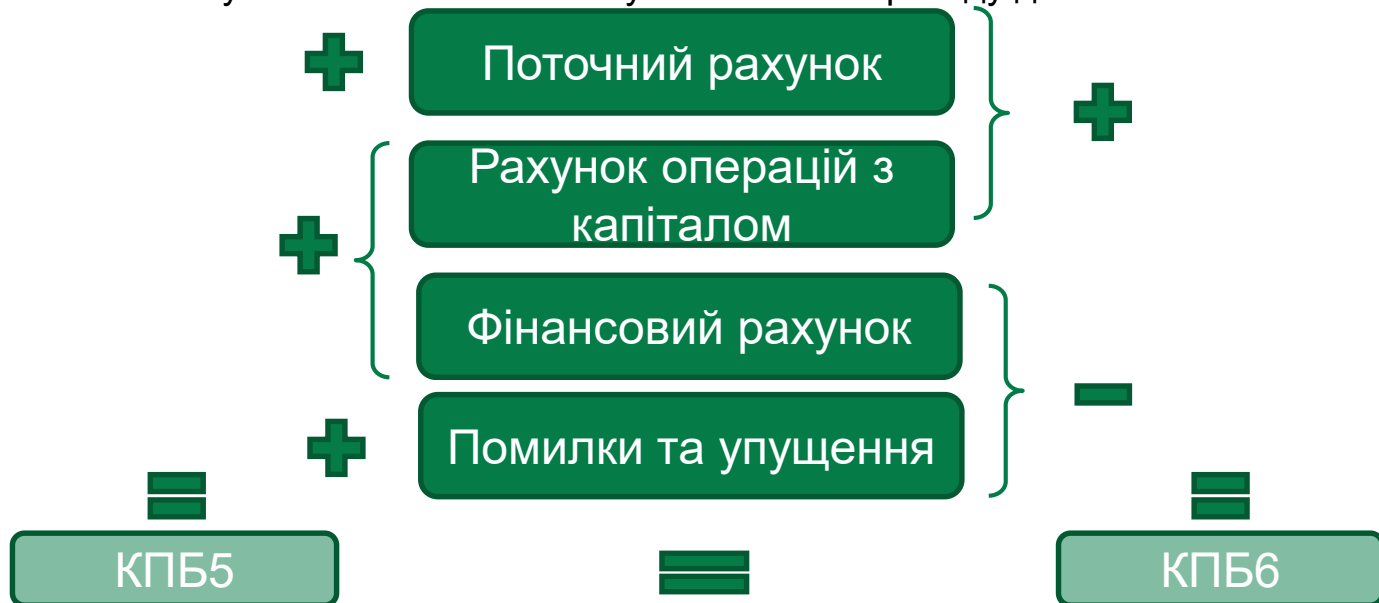 Поточний рахунок
Рахунок операцій з
капіталом
Фінансовий рахунок
Помилки та упущення
КПБ5
КПБ6